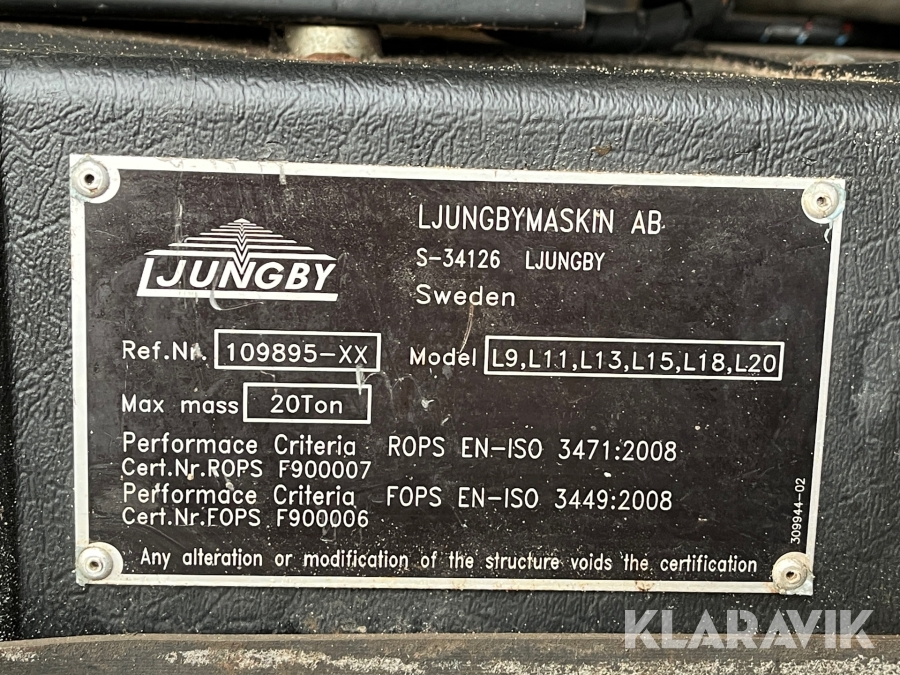 LJUNGBY
LJUNGBYMASKIN AB
S-34126 LJUNGBY
Sweden
Ref.Nr. 109895-XX Model L9,L11,L13,L15,L18,L20
Max mass 20Ton
Performace Criteria ROPS EN-ISO 3471:2008
Cert.Nr.ROPS F900007
Performace Criteria FOPS EN-ISO 3449:2008
Cert.Nr.FOPS F900006
309944-02
Any alteration or modification of the structure voids the certification
KLARAVIK